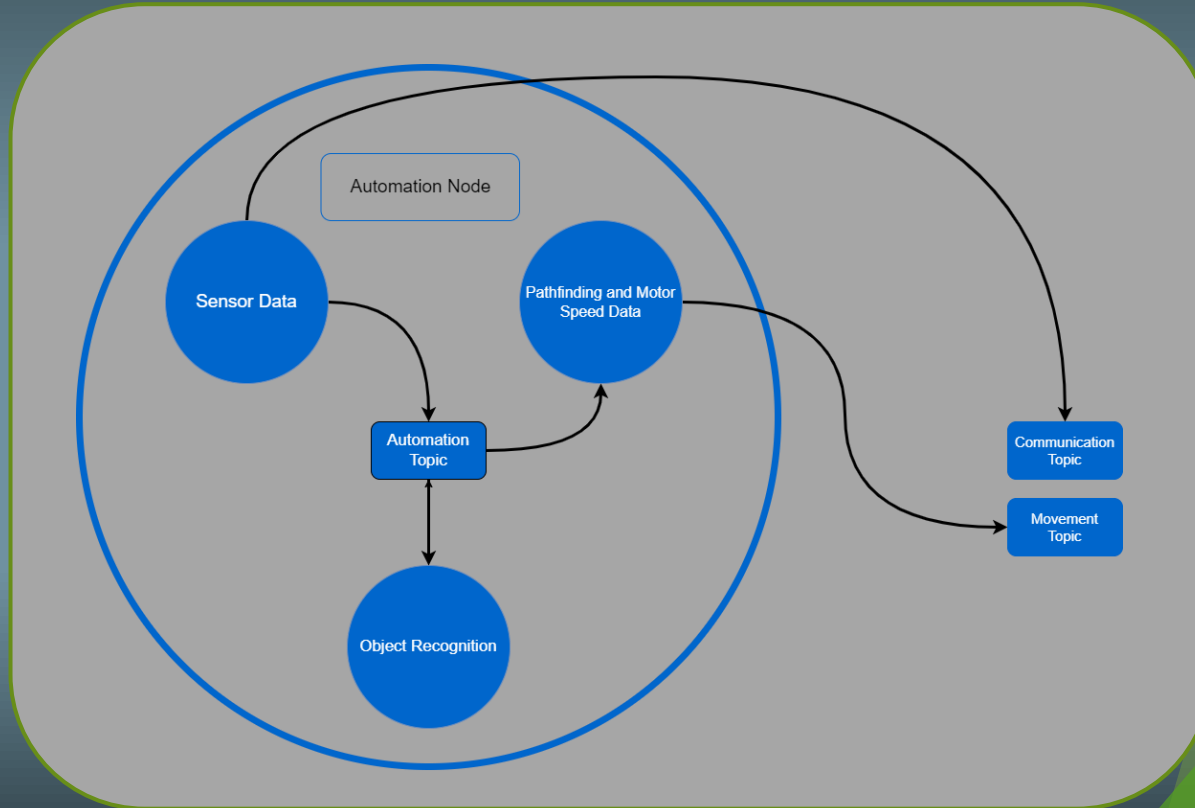 Automation Node
Sensor Data
Pathfinding and Motor
Speed Data
Automation
Topic
Communication
Topic
Movement
Topic
Object Recognition